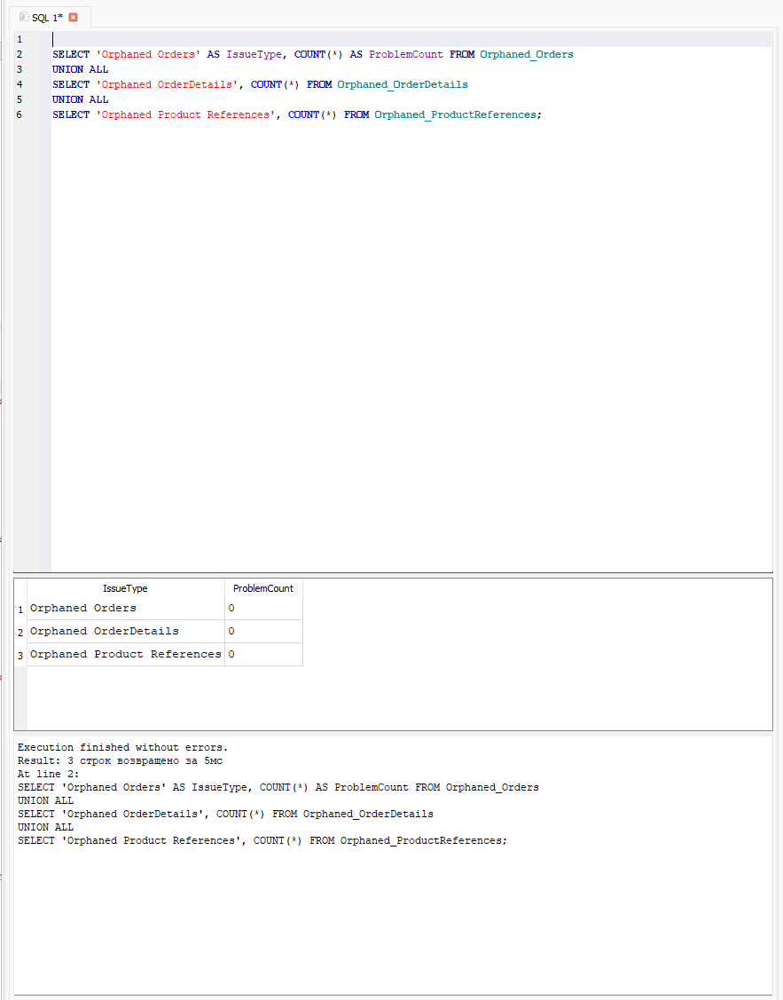 SQL 1*
1
2 SELECT 'Orphaned Orders' AS IssueType, COUNT(*) AS ProblemCount FROM Orphaned_Orders
3 UNION ALL
4 SELECT 'Orphaned OrderDetails', COUNT(*) FROM Orphaned_OrderDetails
5 UNION ALL
6 SELECT 'Orphaned Product References', COUNT(*) FROM Orphaned_ProductReferences;
IssueType ProblemCount
1 Orphaned Orders 0
2 Orphaned OrderDetails 0
3 Orphaned Product References 0
Execution finished without errors.
Result: 3 строк возвращено за 5мс
At line 2:
SELECT 'Orphaned Orders' AS IssueType, COUNT(*) AS ProblemCount FROM Orphaned_Orders
UNION ALL
SELECT 'Orphaned OrderDetails', COUNT(*) FROM Orphaned_OrderDetails
UNION ALL
SELECT 'Orphaned Product References', COUNT(*) FROM Orphaned_ProductReferences;